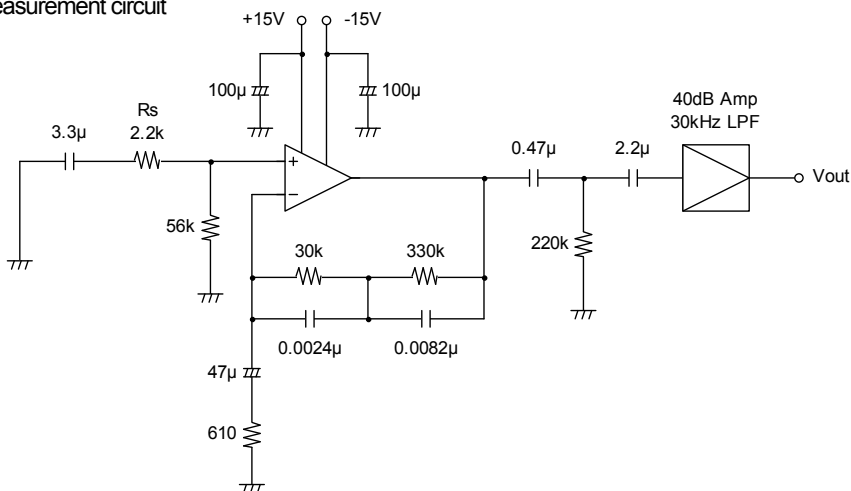 easurement circuit
+15V
-15V
100µ
100µ
Rs
2.2k
3.3µ
40dB Amp
30kHz LPF
0.47µ
2.2µ
+
−
Vout
56k
220k
30k
330k
0.0024µ
0.0082µ
47µ
610